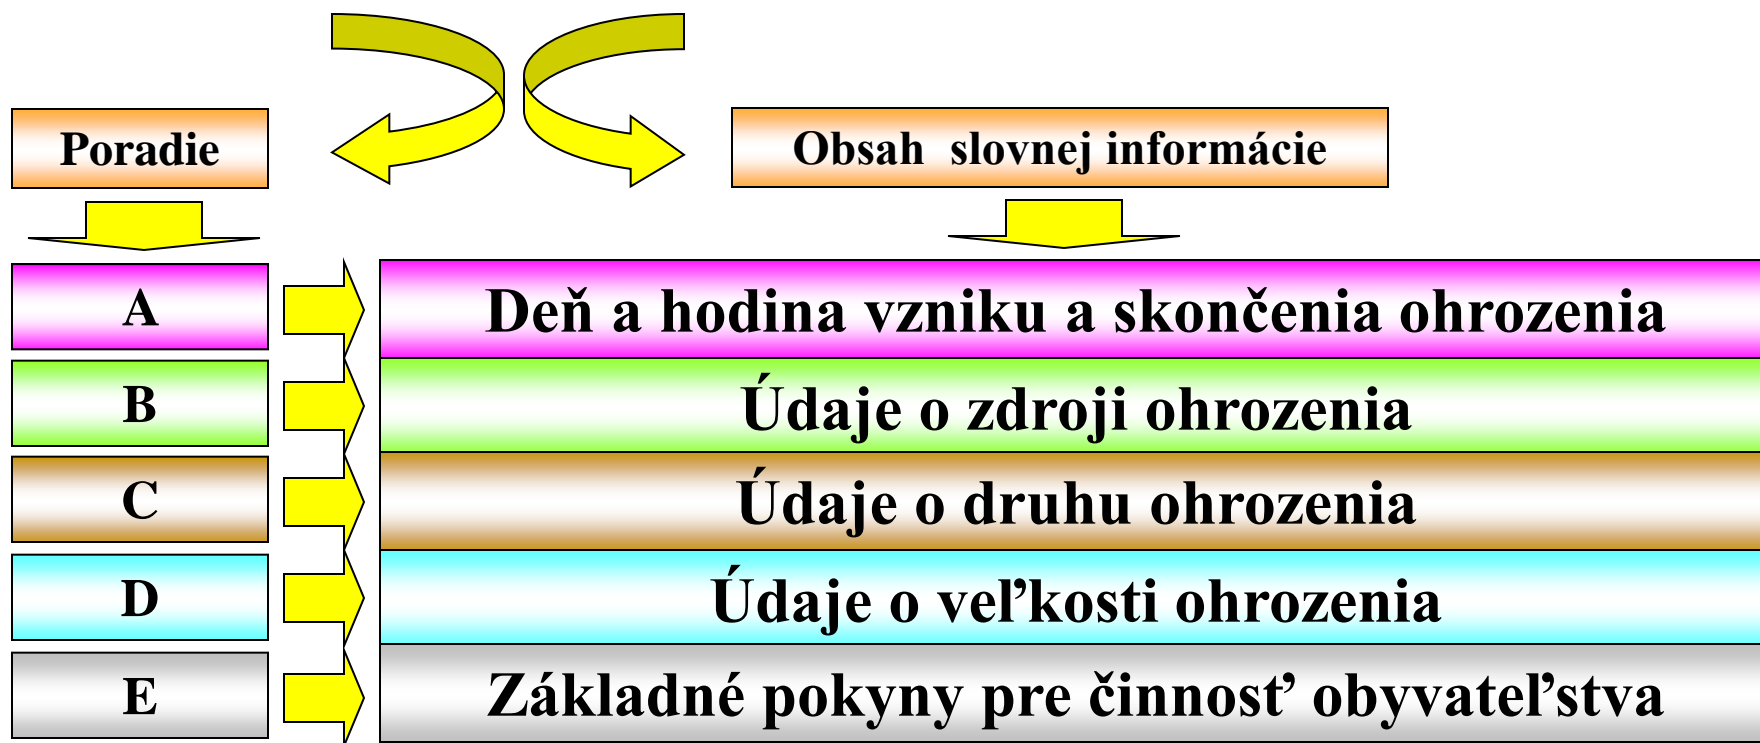 Poradie
Obsah slovnej informácie
A
Deň a hodina vzniku a skončenia ohrozenia
B
Údaje o zdroji ohrozenia
C
Údaje o druhu ohrozenia
D
Údaje o veľkosti ohrozenia
E
Základné pokyny pre činnosť obyvateľstva